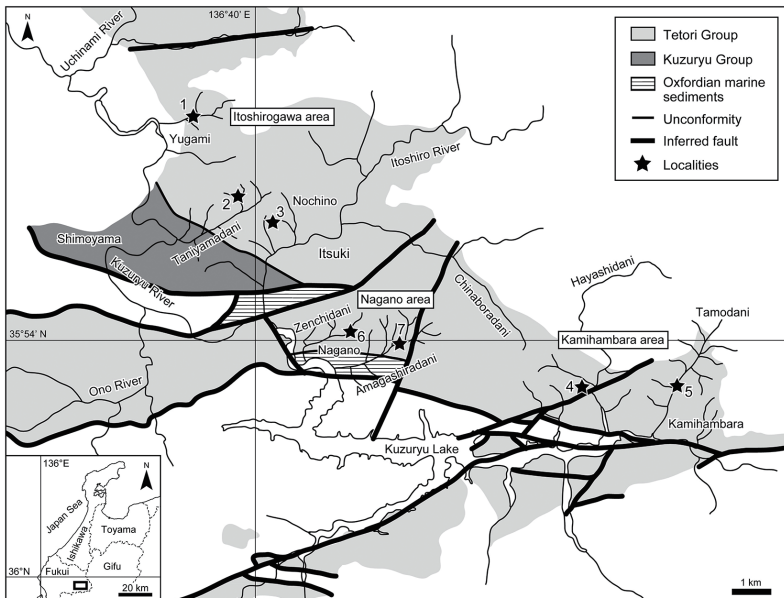 N
136°40' E
Uchinami River
Tetori Group
Kuzuryu Group
Oxfordian marine
sediments
Unconformity
Inferred fault
Localities
1
Itoshirogawa area
Yugami
Itoshiro River
2
Nochino
3
Taniyamadani
Shimoyama
Itsuki
Kuzuryu River
Hayashidani
Chinaboradani
Nagano area
Tamodani
Zenchidani
35°54' N
6
7
Kamihambara area
Nagano
Amagashiradani
Ono River
4
5
Kamihambara
Kuzuryu Lake
136°E
N
Japan Sea
Ishikawa
Toyama
Fukui
Gifu
36°N
20 km
1 km